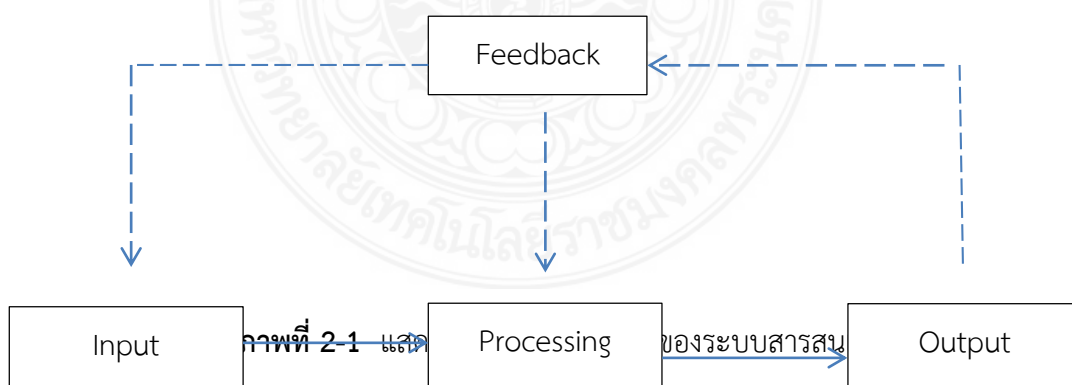 Feedback
Input
ภาพที่ 2-1
Processing
ของระบบสารสน
Output